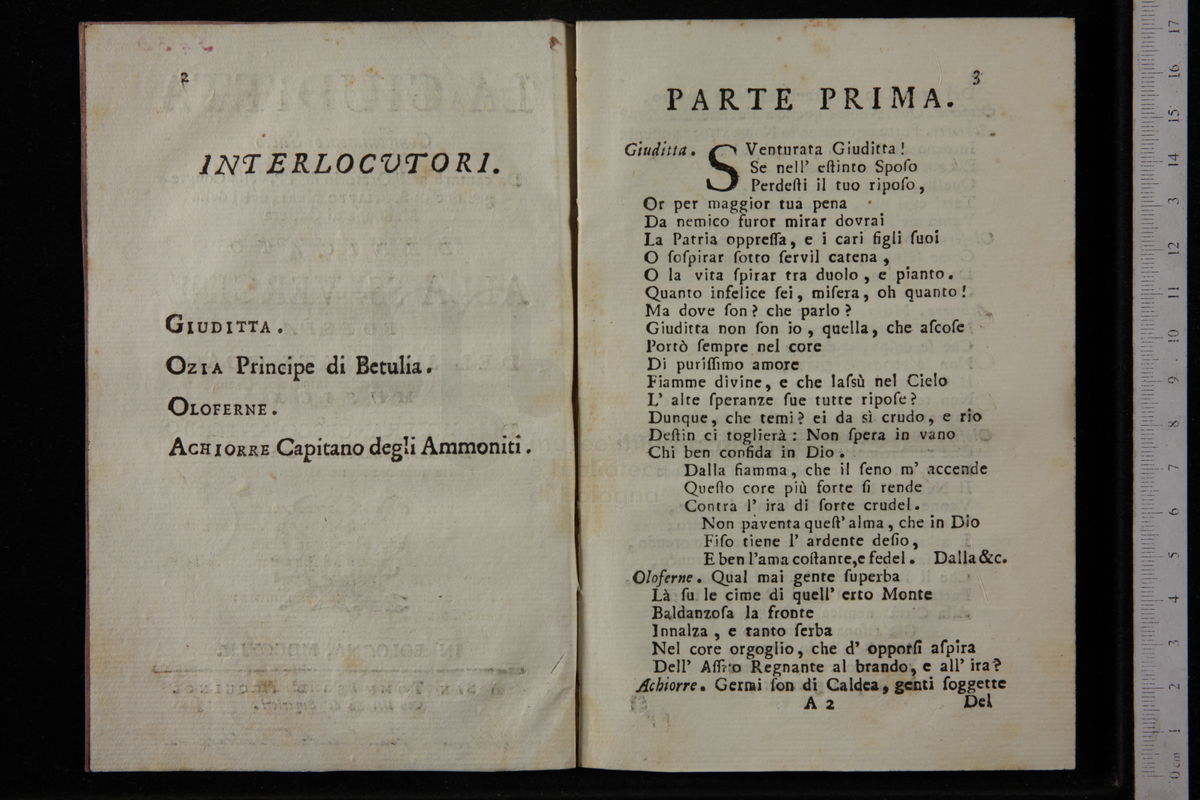 2
INTERLOCVTORI.
GIUDITTA.
OZIA Principe di Betulia.
OLOFERNE.
ACHIORRE Capitano degli Ammoniti.
3
PARTE PRIMA.
Giuditta. SVenturata Giuditta!
Se nell' eſtinto Spoſo
Perdeſti il tuo ripoſo,
Or per maggior tua pena
Da nemico furor mirar dovrai
La Patria oppreſſa, e i cari figli ſuoi
O ſoſpirar ſotto ſervil catena,
O la vita ſpirar tra duolo, e pianto.
Quanto infelice ſei, miſera, oh quanto!
Ma dove ſon? che parlo?
Giuditta non ſon io, quella, che aſcoſe
Portò ſempre nel core
Di puriſſimo amore
Fiamme divine, e che laſsù nel Cielo
L' alte ſperanze ſue tutte ripoſe?
Dunque, che temi? ei da sì crudo, e rio
Deſtin ci toglierà: Non ſpera in vano
Chi ben confida in Dio.
Dalla fiamma, che il ſeno m' accende
Queſto core più forte ſi rende
Contra l' ira di ſorte crudel.
Non paventa queſt' alma, che in Dio
Fiſo tiene l' ardente deſio,
E ben l'ama coſtante,e fedel. Dalla &c.
Oloferne. Qual mai gente ſuperba
Là ſu le cime di quell' erto Monte
Baldanzoſa la fronte
Innalza, e tanto ſerba
Nel core orgoglio, che d' opporſi aſpira
Dell' Aſſiro Regnante al brando, e all' ira?
Achiorre. Germi ſon di Caldea, genti ſoggette
A 2 Del